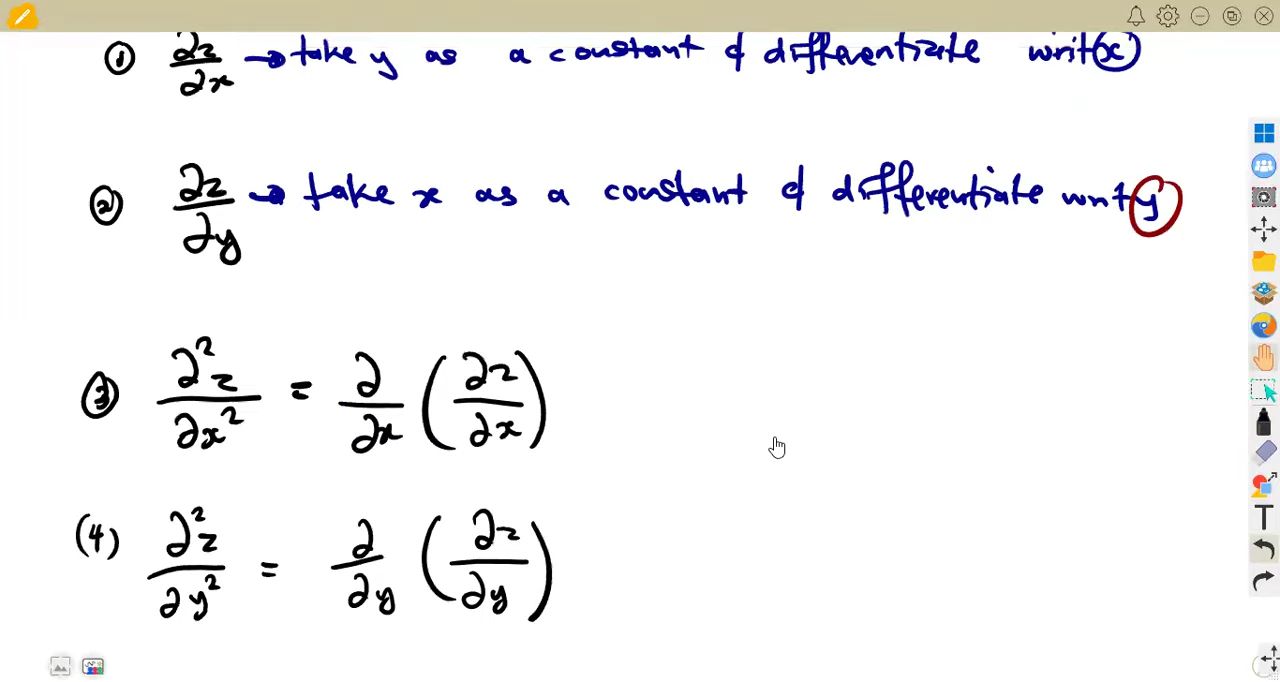 ① ∂z/∂x → take y as a constant & differentiate wrt (x)
② ∂z/∂y → take x as a constant & differentiate wrt y
③ ∂²z/∂x² = ∂/∂x (∂z/∂x)
(4) ∂²z/∂y² = ∂/∂y (∂z/∂y)